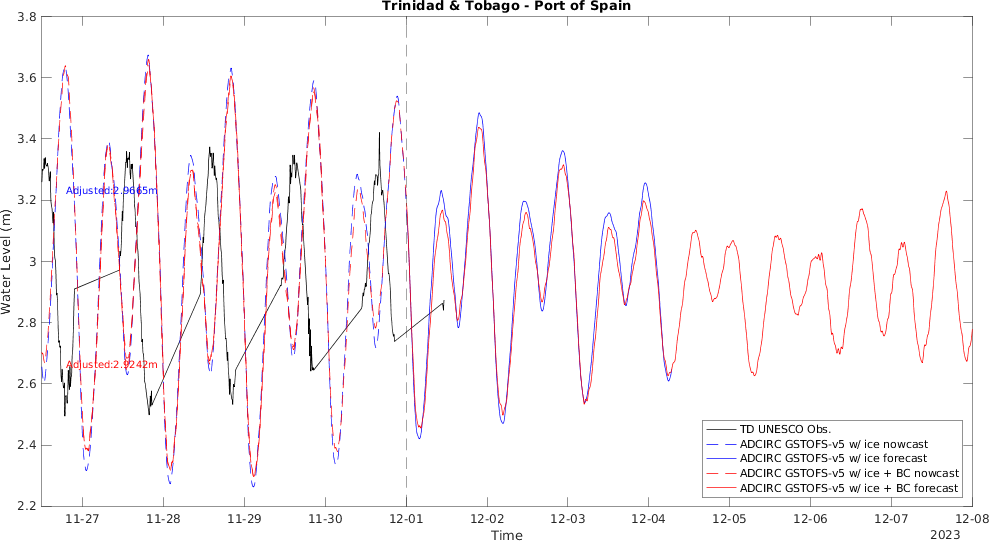 Trinidad & Tobago - Port of Spain
3.8
3.6
3.4
3.2
3
2.8
2.6
2.4
2.2
Water Level (m)
Adjusted:2.9665m
Adjusted:2.9242m
TD UNESCO Obs.
ADCIRC GSTOFS-v5 w/ ice nowcast
ADCIRC GSTOFS-v5 w/ ice forecast
ADCIRC GSTOFS-v5 w/ ice + BC nowcast
ADCIRC GSTOFS-v5 w/ ice + BC forecast
11-27 11-28 11-29 11-30 12-01 12-02 12-03 12-04 12-05 12-06 12-07 12-08
Time
2023